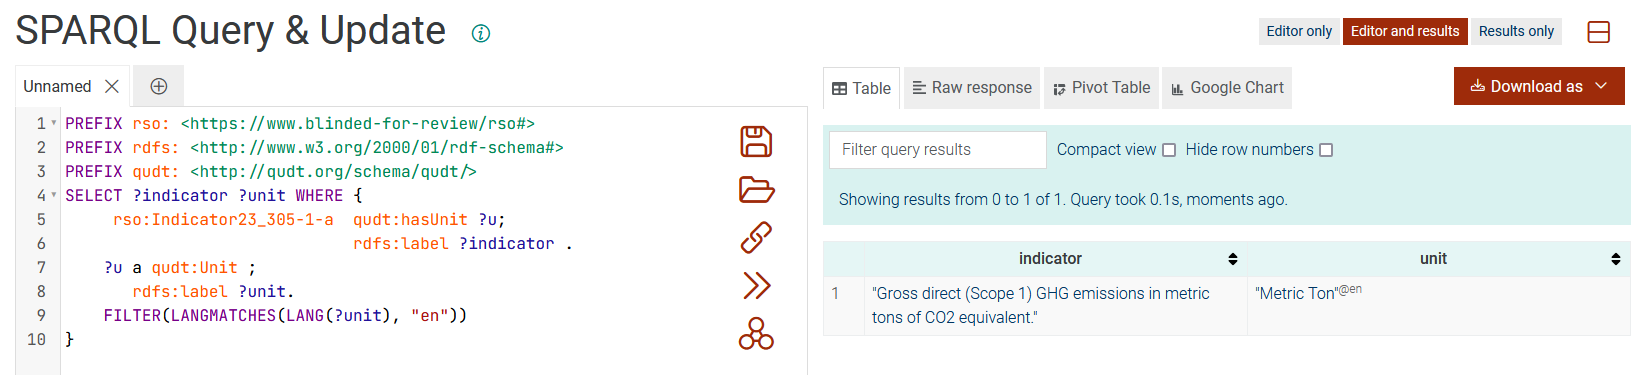 SPARQL Query & Update
Editor only Editor and results Results only
Unnamed
1 PREFIX rso: <https://www.blinded-for-review/rso#>
2 PREFIX rdfs: <http://www.w3.org/2000/01/rdf-schema#>
3 PREFIX qudt: <http://qudt.org/schema/qudt/>
4 SELECT ?indicator ?unit WHERE {
5 rso:Indicator23_305-1-a qudt:hasUnit ?u;
6 rdfs:label ?indicator .
7 ?u a qudt:Unit ;
8 rdfs:label ?unit.
9 FILTER(LANGMATCHES(LANG(?unit), "en"))
10 }
Table Raw response Pivot Table Google Chart
Download as
Filter query results Compact view Hide row numbers
Showing results from 0 to 1 of 1. Query took 0.1s, moments ago.
indicator unit
1 "Gross direct (Scope 1) GHG emissions in metric "Metric Ton"@en
tons of CO2 equivalent."